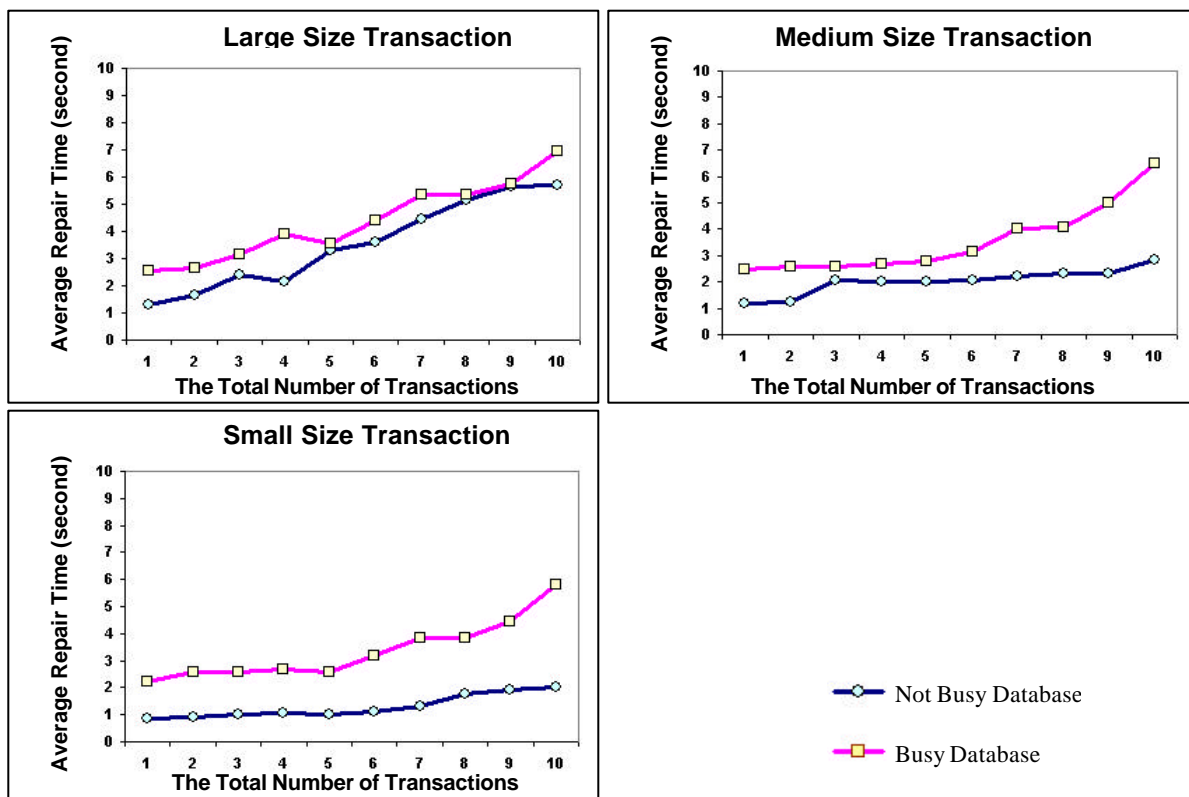 Large Size Transaction
Average Repair Time (second)
10
9
8
7
6
5
4
3
2
1
0
1 2 3 4 5 6 7 8 9 10
The Total Number of Transactions
Medium Size Transaction
Average Repair Time (second)
10
9
8
7
6
5
4
3
2
1
0
1 2 3 4 5 6 7 8 9 10
The Total Number of Transactions
Small Size Transaction
Average Repair Time (second)
10
9
8
7
6
5
4
3
2
1
0
1 2 3 4 5 6 7 8 9 10
The Total Number of Transactions
Not Busy Database
Busy Database